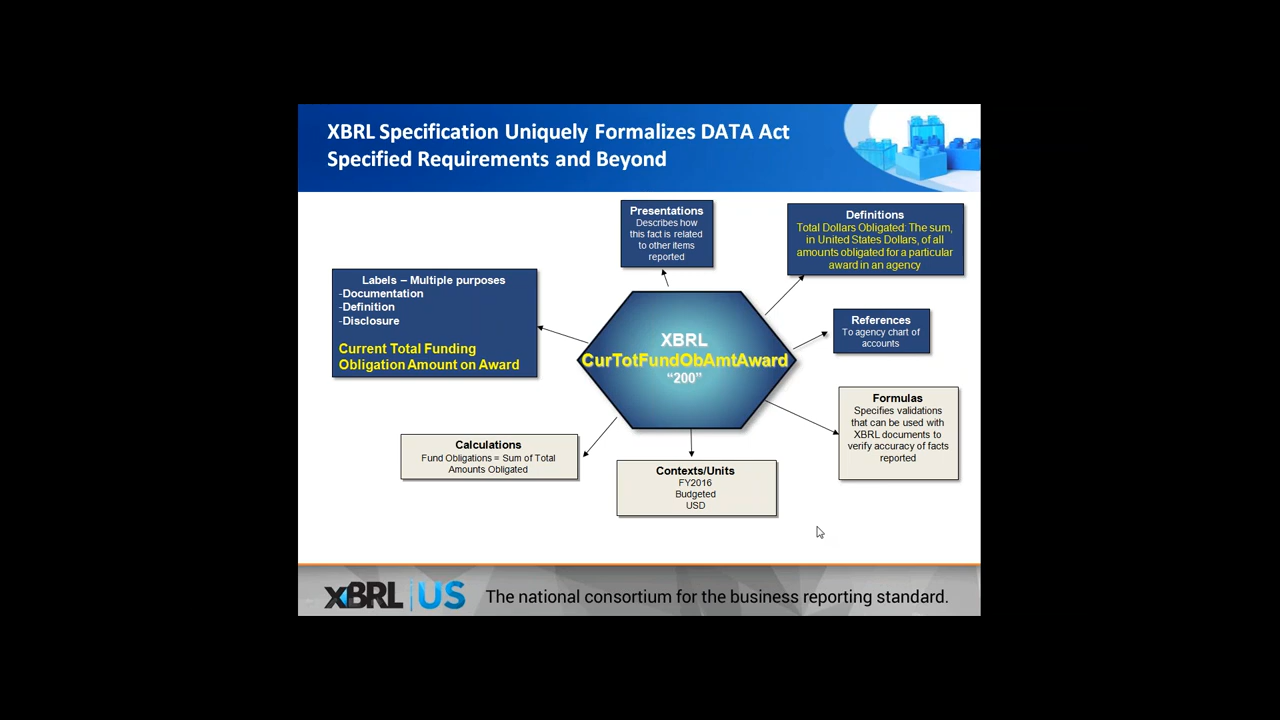 XBRL Specification Uniquely Formalizes DATA Act
Specified Requirements and Beyond
Presentations
Describes how
this fact is related
to other items
reported
Definitions
Total Dollars Obligated: The sum,
in United States Dollars, of all
amounts obligated for a particular
award in an agency
Labels – Multiple purposes
-Documentation
-Definition
-Disclosure
Current Total Funding
Obligation Amount on Award
XBRL
CurTotFundObAmtAward
“200”
References
To agency chart of
accounts
Formulas
Specifies validations
that can be used with
XBRL documents to
verify accuracy of facts
reported
Calculations
Fund Obligations = Sum of Total
Amounts Obligated
Contexts/Units
FY2016
Budgeted
USD
XBRL US
The national consortium for the business reporting standard.